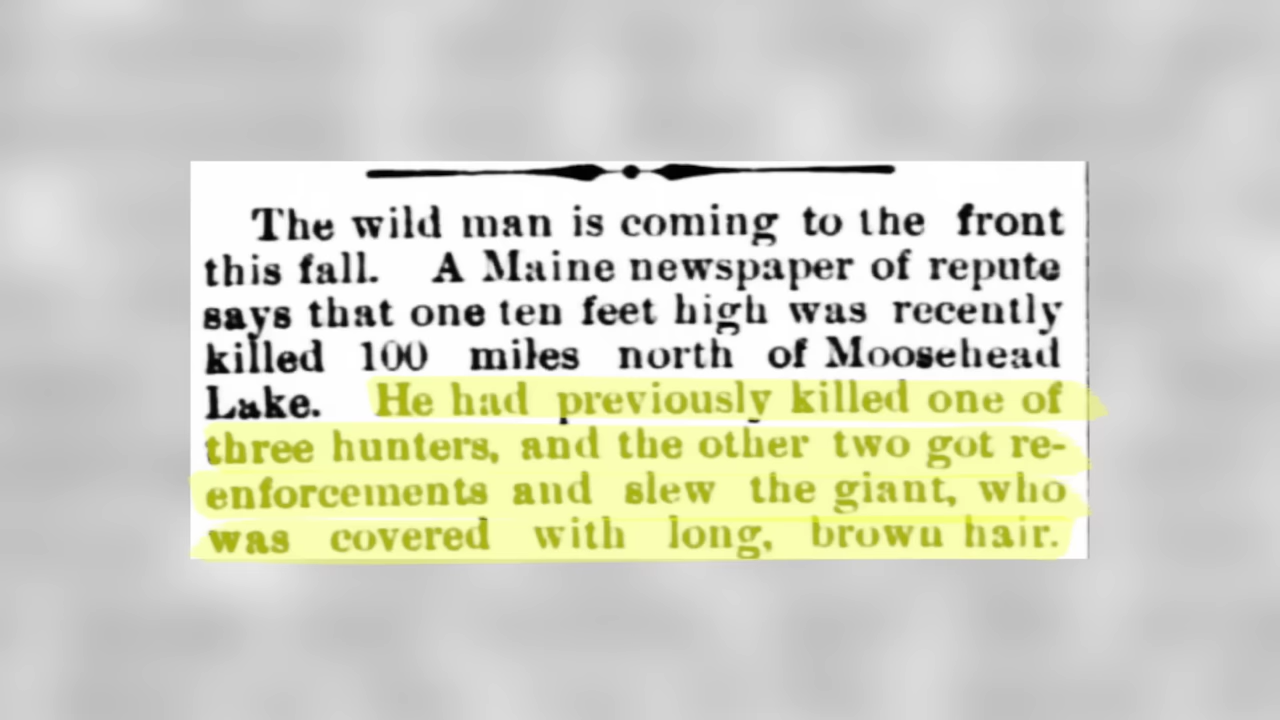 The wild man is coming to the front
this fall. A Maine newspaper of repute
says that one ten feet high was recently
killed 100 miles north of Moosehead
Lake. He had previously killed one of
three hunters, and the other two got re-
enforcements and slew the giant, who
was covered with long, brown hair.